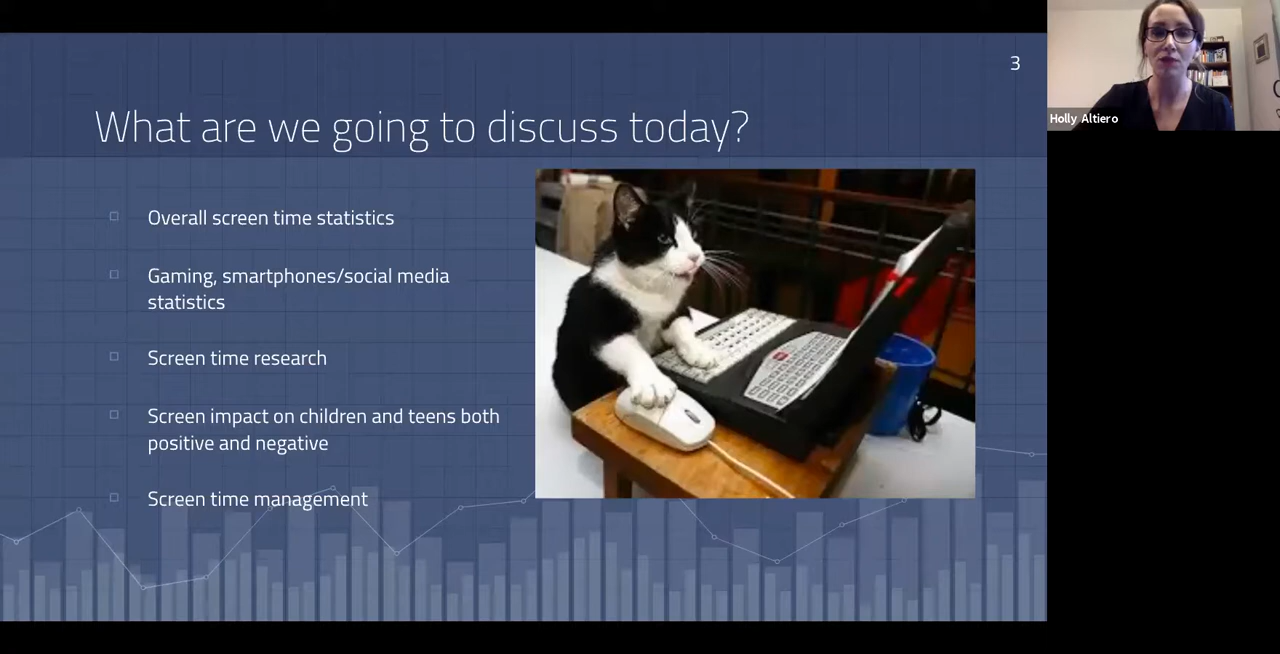 3
What are we going to discuss today?
Overall screen time statistics
Gaming, smartphones/social media
statistics
Screen time research
Screen impact on children and teens both
positive and negative
Screen time management
Holly Altiero